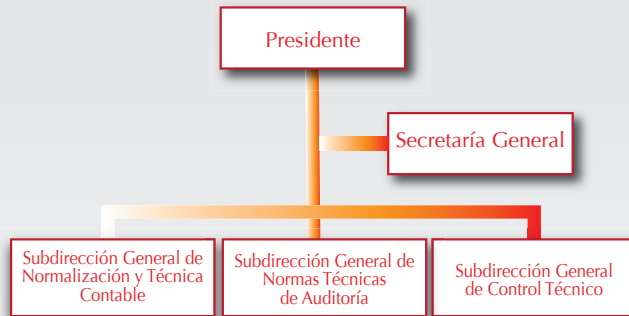 Presidente
Secretaría General
Subdirección General de
Normalización y Técnica
Contable
Subdirección General de
Normas Técnicas
de Auditoría
Subdirección General
de Control Técnico